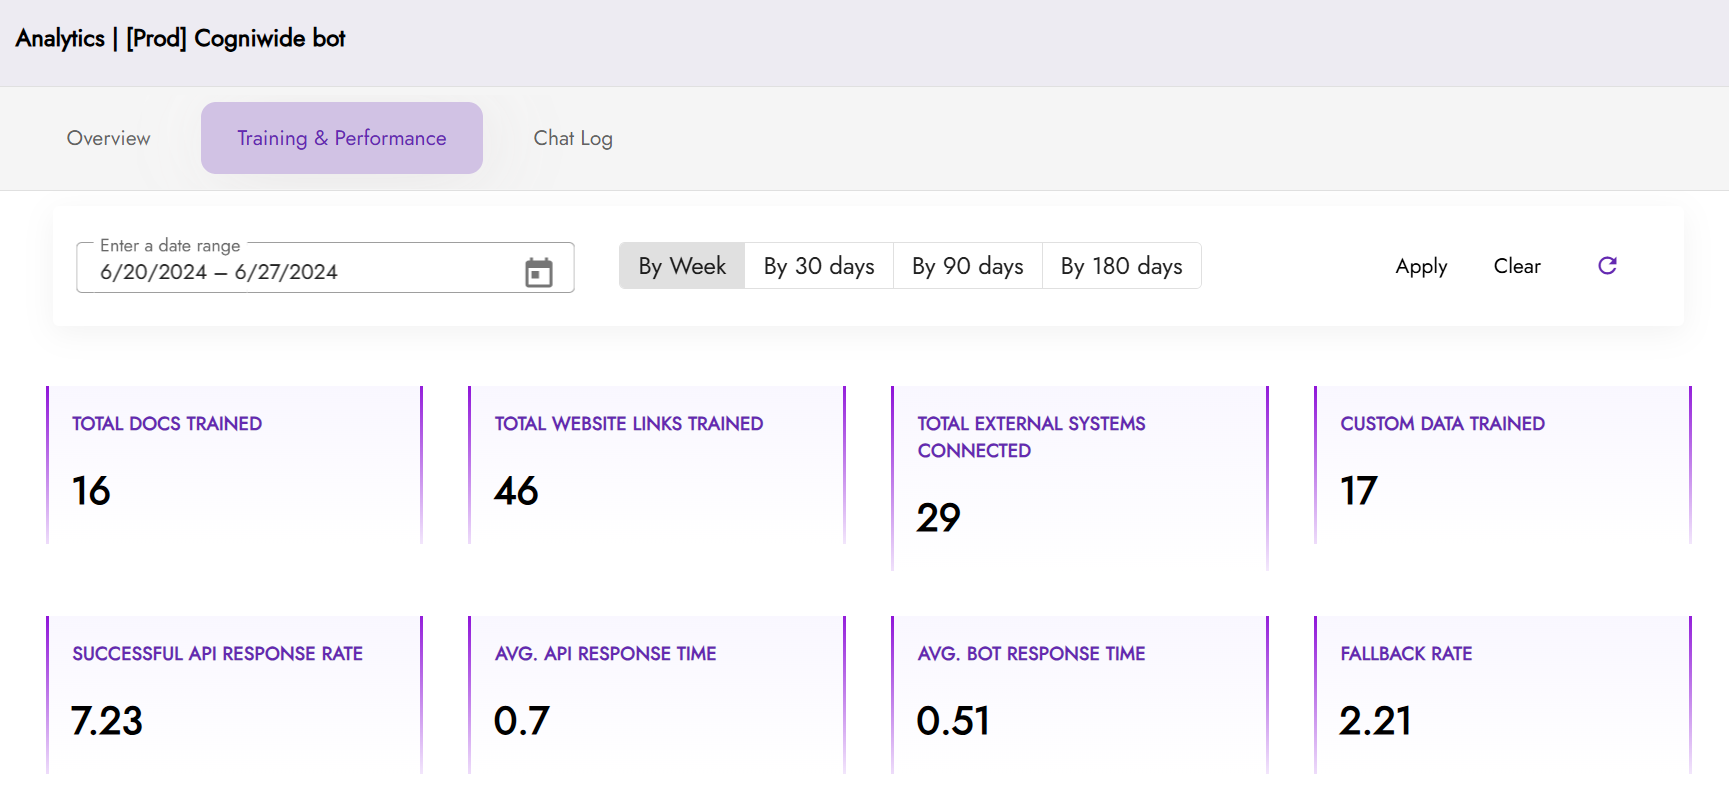 Analytics | [Prod] Cogniwide bot
Overview
Training & Performance
Chat Log
Enter a date range
6/20/2024 – 6/27/2024
By Week
By 30 days
By 90 days
By 180 days
Apply
Clear
TOTAL DOCS TRAINED
16
TOTAL WEBSITE LINKS TRAINED
46
TOTAL EXTERNAL SYSTEMS
CONNECTED
29
CUSTOM DATA TRAINED
17
SUCCESSFUL API RESPONSE RATE
7.23
AVG. API RESPONSE TIME
0.7
AVG. BOT RESPONSE TIME
0.51
FALLBACK RATE
2.21